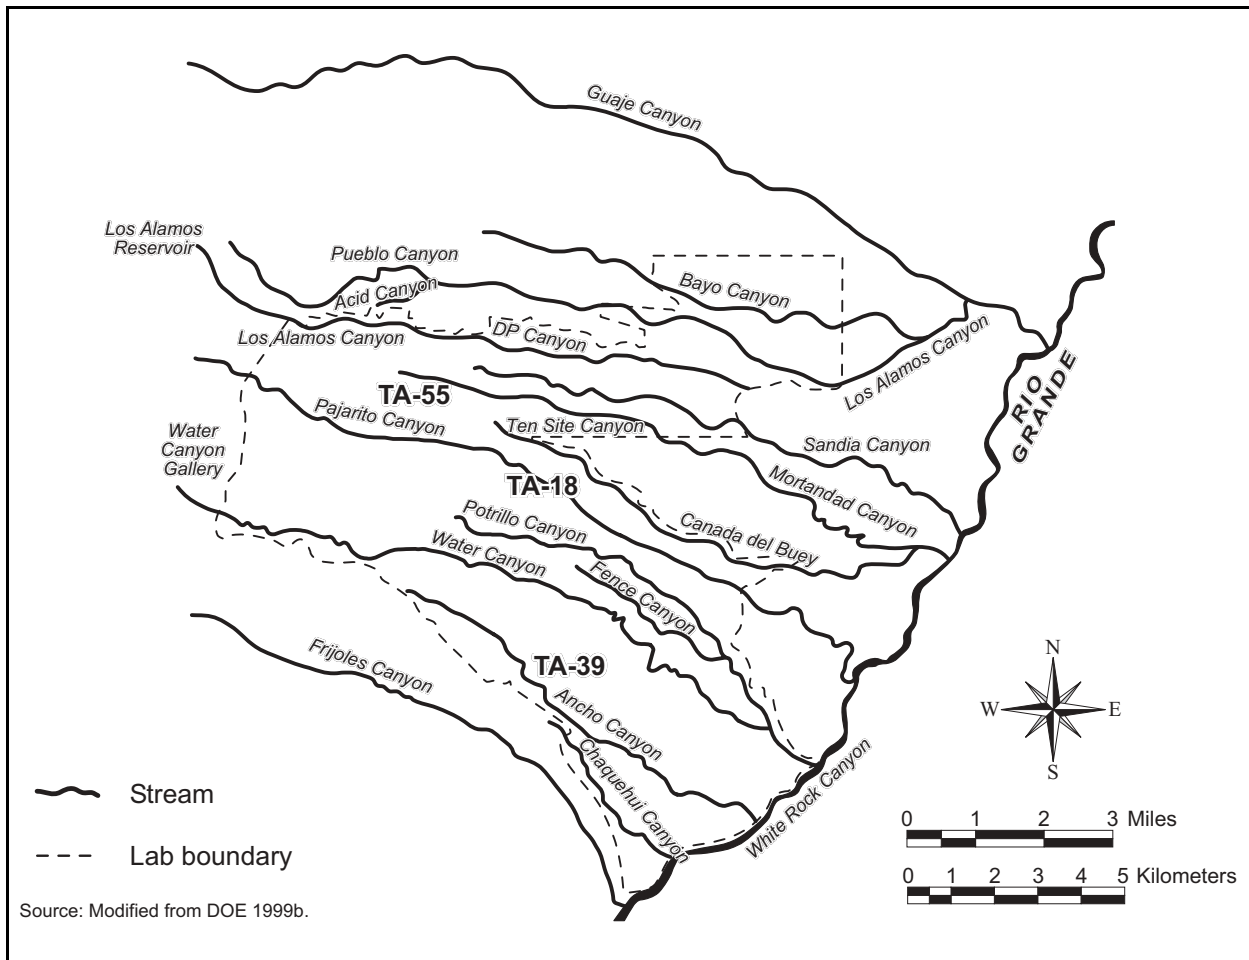 Guaje Canyon
Los Alamos
Reservoir
Pueblo Canyon
Acid Canyon
Bayo Canyon
Los Alamos Canyon
DP Canyon
Los Alamos Canyon
RIO
GRANDE
TA-55
Pajarito Canyon
Ten Site Canyon
Sandia Canyon
Water
Canyon
Gallery
TA-18
Mortandad Canyon
Potrillo Canyon
Canada del Buey
Water Canyon
Fence Canyon
Frijoles Canyon
TA-39
Ancho Canyon
Chaquehui Canyon
White Rock Canyon
N
W
E
S
Stream
Lab boundary
0 1 2 3 Miles
0 1 2 3 4 5 Kilometers
Source: Modified from DOE 1999b.